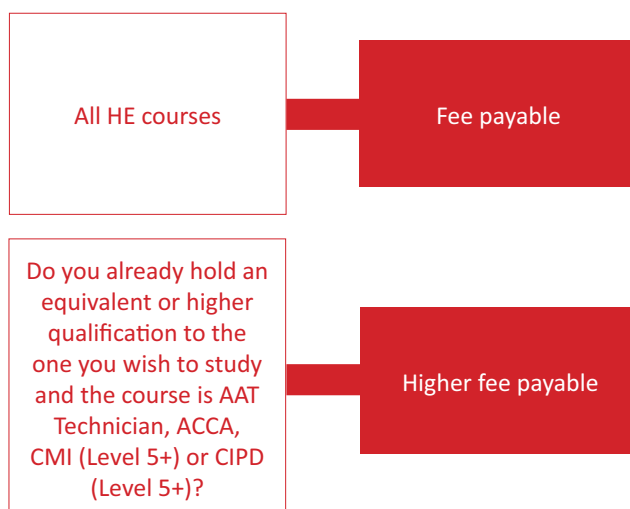 All HE courses
Fee payable
Do you already hold an
equivalent or higher
qualification to the
one you wish to study
and the course is AAT
Technician, ACCA,
CMI (Level 5+) or CIPD
(Level 5+)?
Higher fee payable